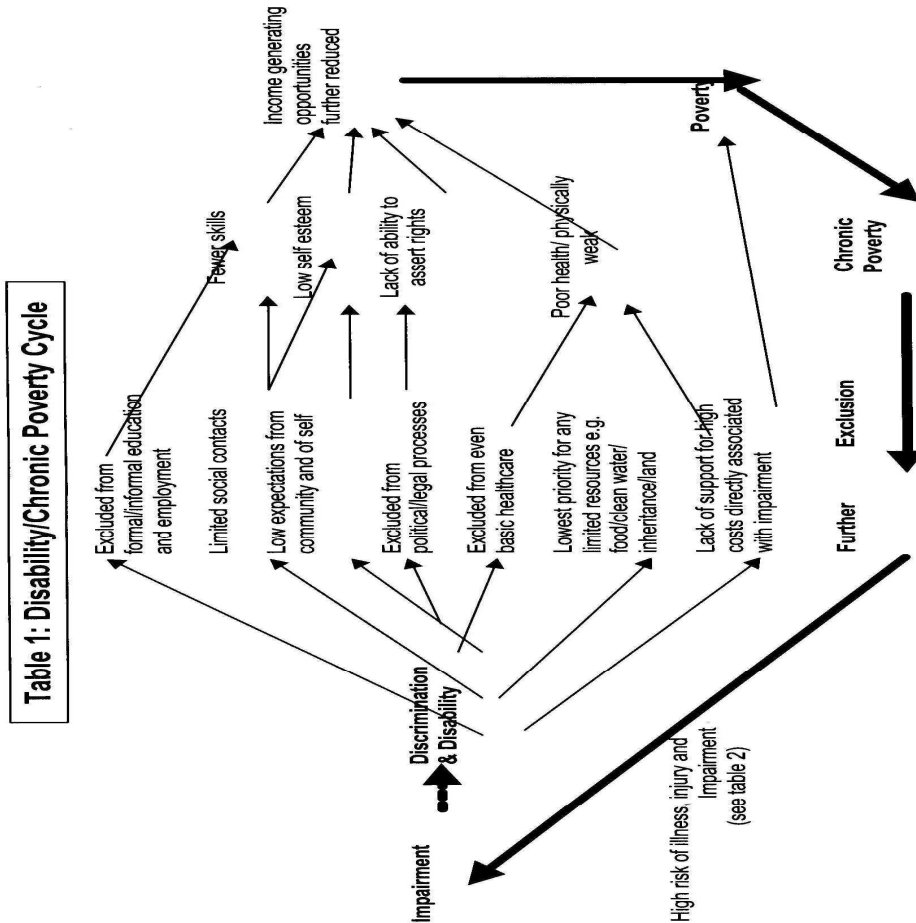 Table 1: Disability/Chronic Poverty Cycle
Impairment
Discrimination
& Disability
Excluded from
formal/informal education
and employment
Limited social contacts
Low expectations from
community and of self
Excluded from
political/legal processes
Excluded from even
basic healthcare
Lowest priority for any
limited resources e.g.
food/clean water/
inheritance/land
Lack of support for high
costs directly associated
with impairment
Fewer skills
Low self esteem
Lack of ability to
assert rights
Poor health/ physically
weak
Income generating
opportunities
further reduced
Poverty
Chronic
Poverty
Further Exclusion
High risk of illness, injury and
Impairment
(see table 2)